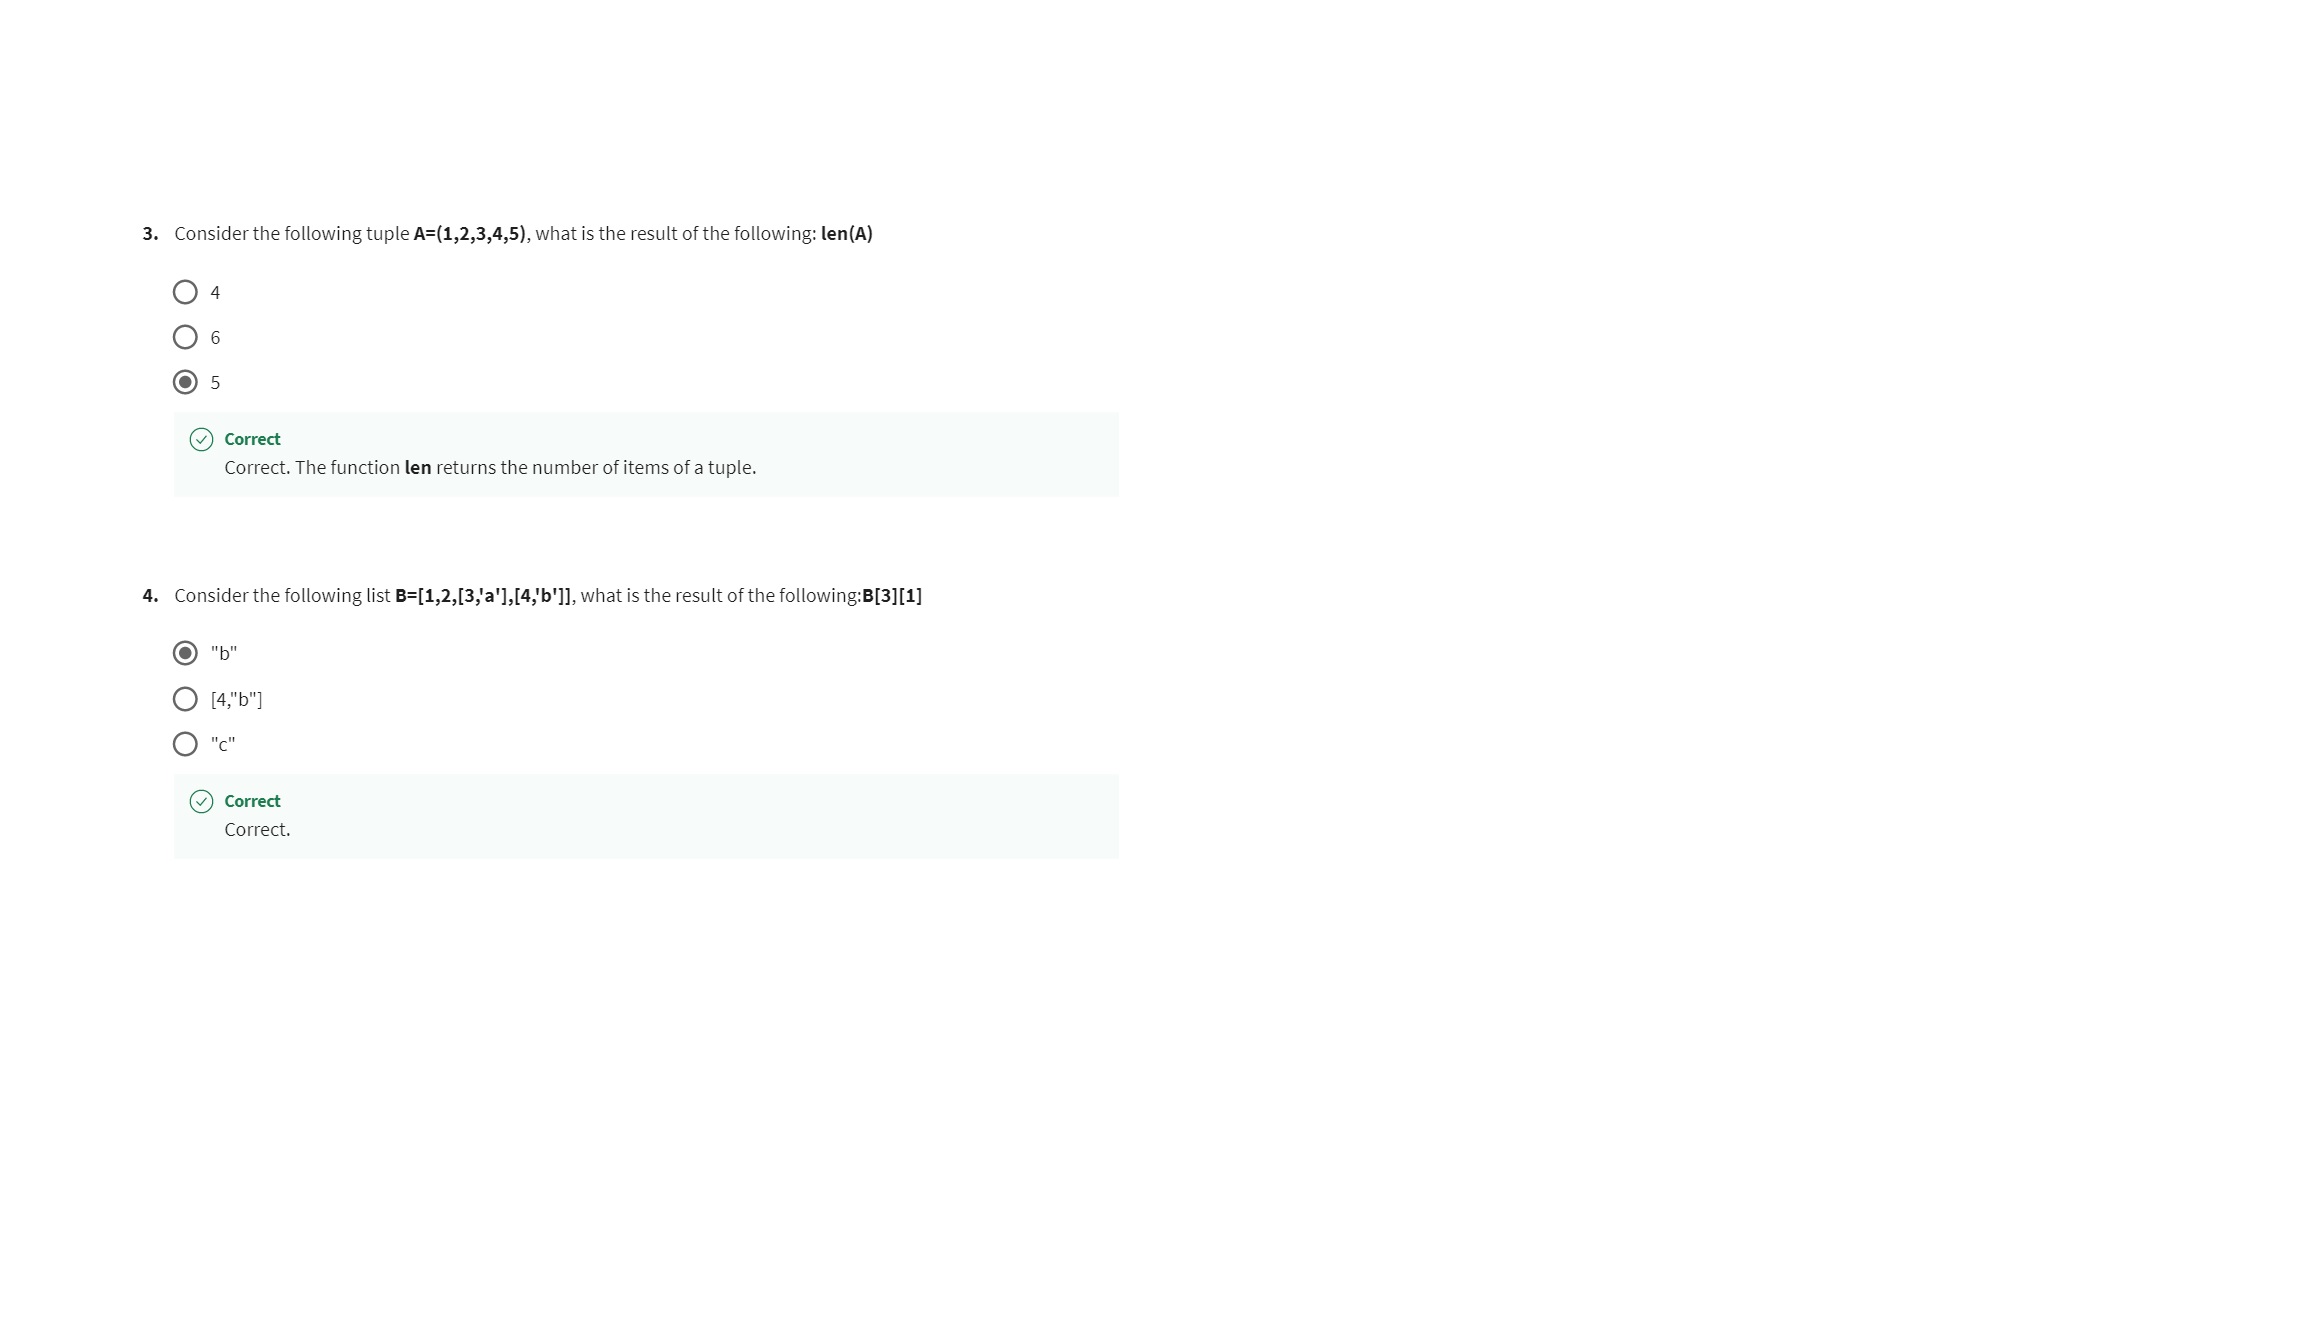 3. Consider the following tuple A=(1,2,3,4,5), what is the result of the following: len(A)
4
6
5
Correct
Correct. The function len returns the number of items of a tuple.
4. Consider the following list B=[1,2,[3,'a'],[4,'b']], what is the result of the following:B[3][1]
"b"
[4,"b"]
"c"
Correct
Correct.